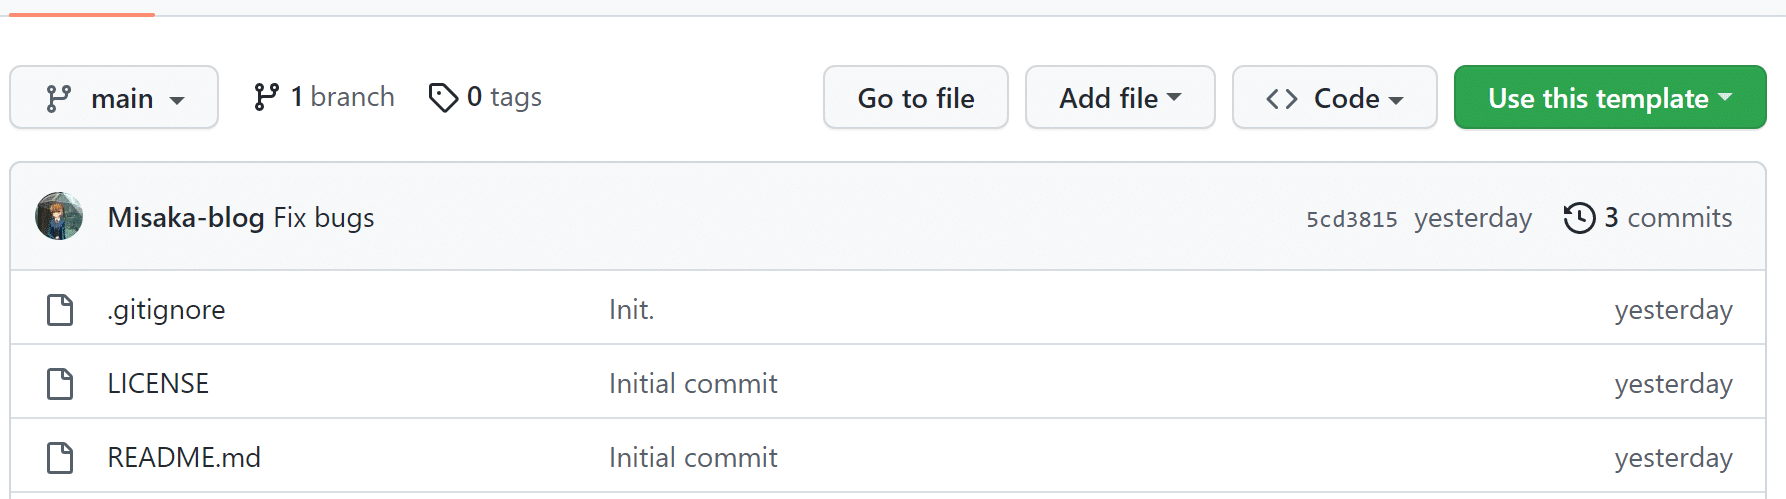 main 1 branch 0 tags Go to file Add file Code Use this template
Misaka-blog Fix bugs 5cd3815 yesterday 3 commits
.gitignore Init. yesterday
LICENSE Initial commit yesterday
README.md Initial commit yesterday